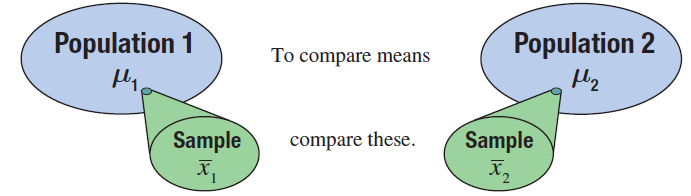 Population 1
μ₁
To compare means
Population 2
μ₂
Sample
x̅₁
compare these.
Sample
x̅₂